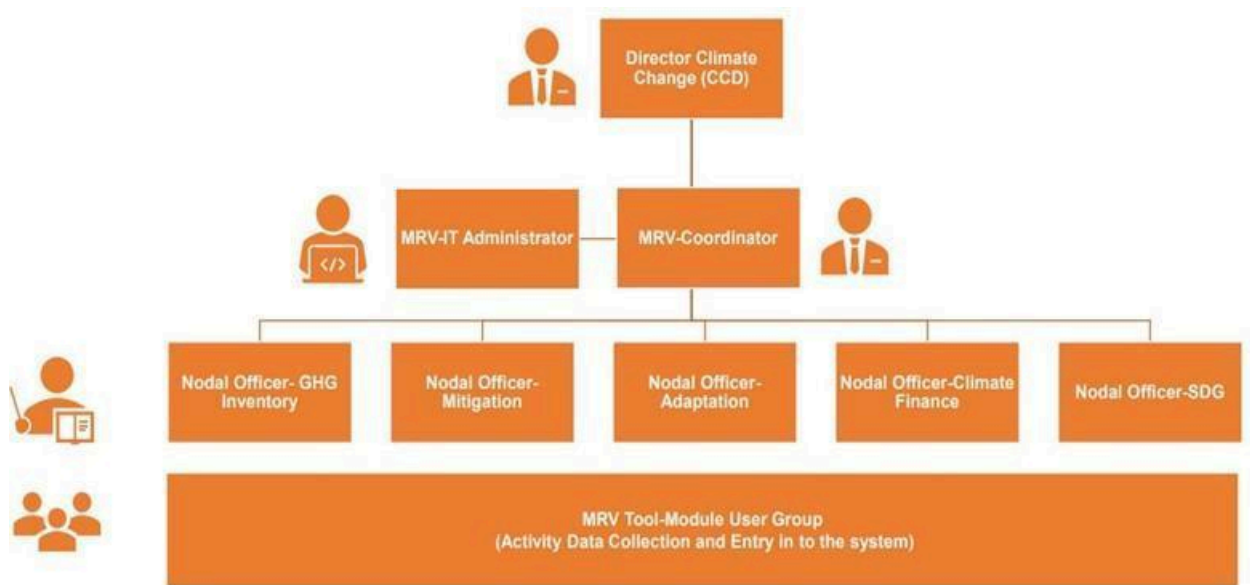 Director Climate
Change (CCD)
MRV-IT Administrator
MRV-Coordinator
</>
Nodal Officer- GHG
Inventory
Nodal Officer-
Mitigation
Nodal Officer-
Adaptation
Nodal Officer-Climate
Finance
Nodal Officer-SDG
MRV Tool-Module User Group
(Activity Data Collection and Entry in to the system)